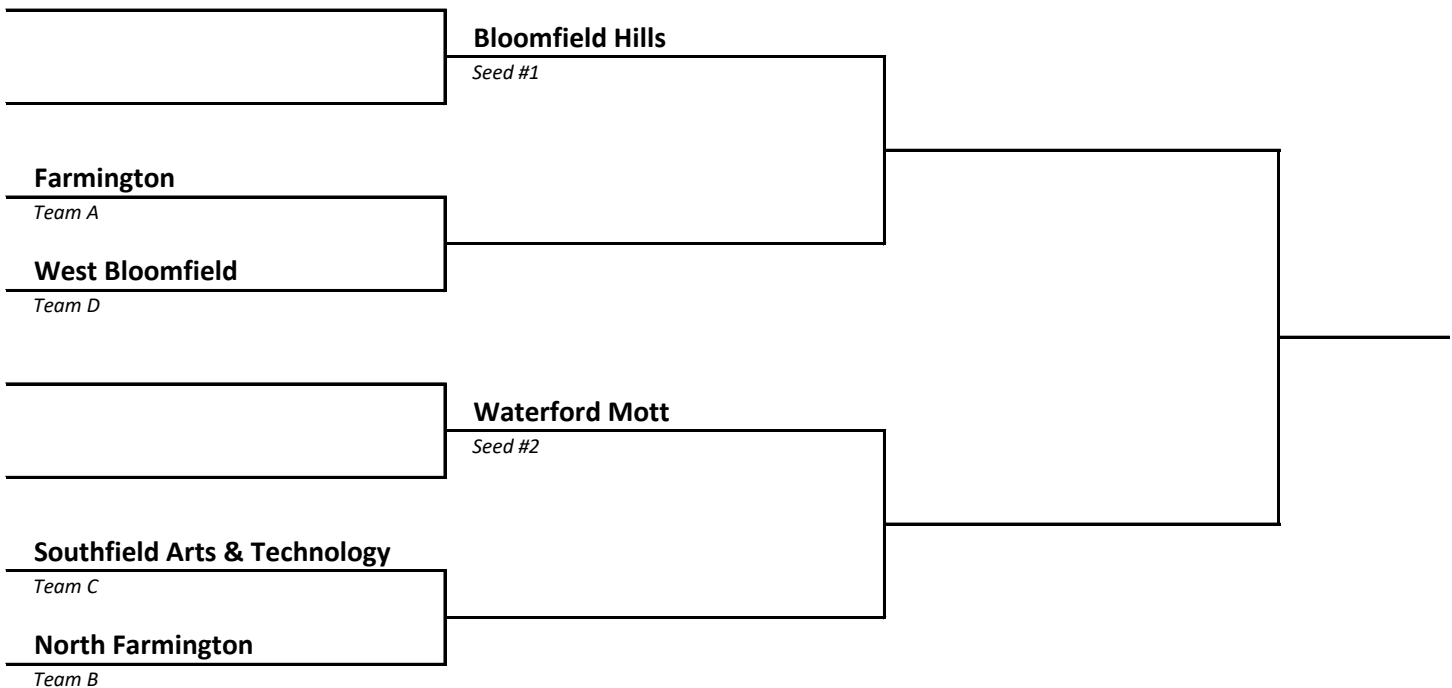 Bloomfield Hills
Seed #1
Farmington
Team A
West Bloomfield
Team D
Waterford Mott
Seed #2
Southfield Arts & Technology
Team C
North Farmington
Team B